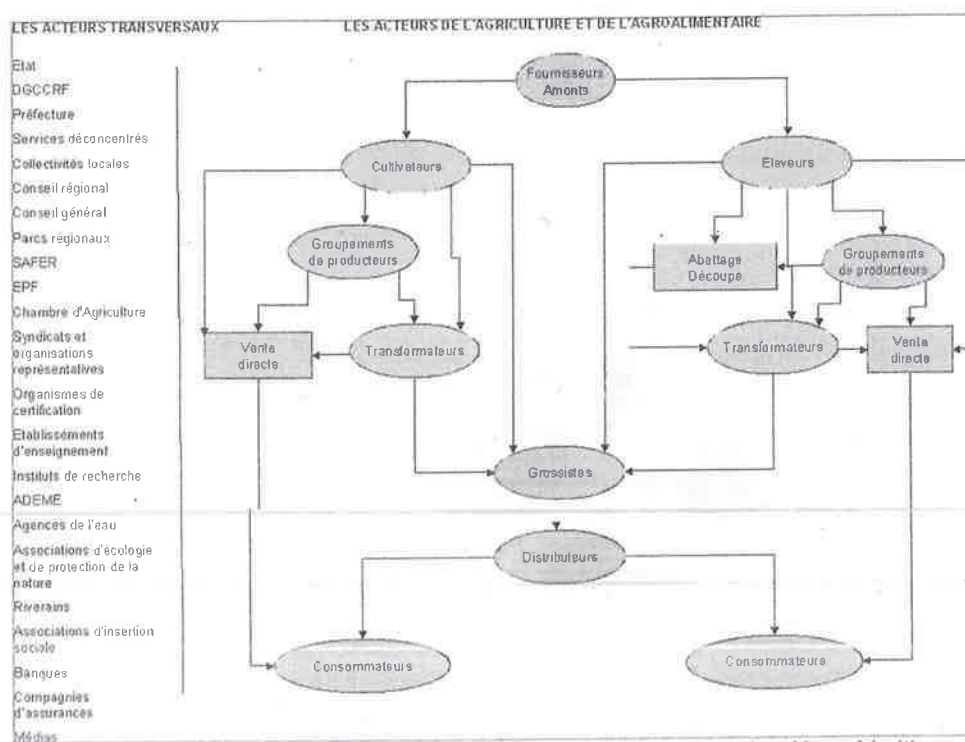 LES ACTEURS TRANSVERSAUX
LES ACTEURS DE L'AGRICULTURE ET DE L'AGROALIMENTAIRE
Etat
DGCCRF
Préfecture
Services déconcentrés
Collectivités locales
Conseil régional
Conseil général
Parcs régionaux
SAFER
EPF
Chambre d'Agriculture
Syndicats et
organisations
représentatives
Organismes de
certification
Etablissements
d'enseignement
Instituts de recherche
ADEME
Agences de l'eau
Associations d'écologie
et de protection de la
nature
Riverains
Associations d'insertion
sociale
Banques
Compagnies
d'assurances
Médias
Fournisseurs
Amonts
Cultivateurs
Eleveurs
Groupements
de producteurs
Abattage
Découpe
Groupements
de producteurs
Vente
directe
Transformateurs
Transformateurs
Vente
directe
Grossistes
Distributeurs
Consommateurs
Consommateurs